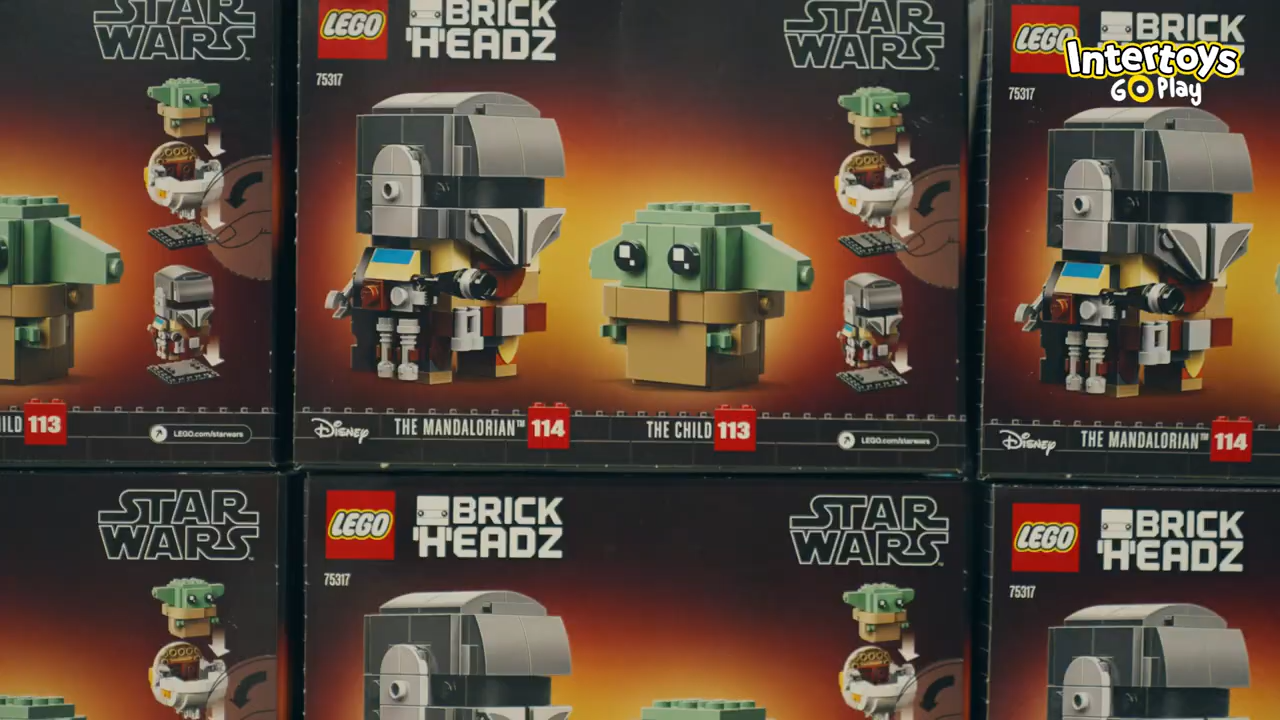 STAR
WARS
LEGO
BRICK
HEADZ
75317
STAR
WARS
LEGO
BRICK
75317
Intertoys
GO Play
ILD 113
LEGO.com/starwars
Disney
THE MANDALORIAN™ 114
THE CHILD 113
LEGO.com/starwars
Disney
THE MANDALORIAN™ 114
STAR
WARS
LEGO
BRICK
HEADZ
75317
STAR
WARS
LEGO
BRICK
HEADZ
75317